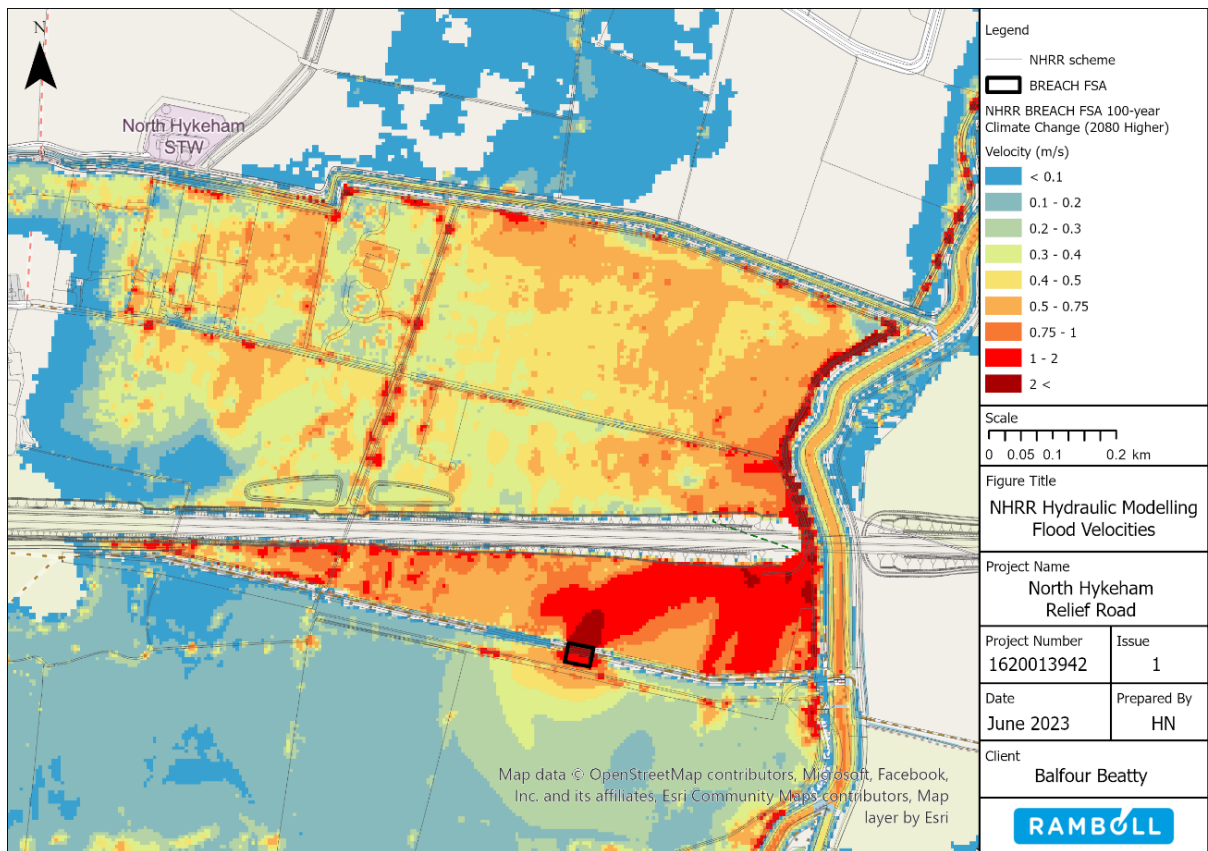 N
North Hykeham
STW
Map data © OpenStreetMap contributors, Microsoft, Facebook,
Inc. and its affiliates, Esri Community Maps contributors, Map
layer by Esri
Legend
NHRR scheme
BREACH FSA
NHRR BREACH FSA 100-year
Climate Change (2080 Higher)
Velocity (m/s)
< 0.1
0.1 - 0.2
0.2 - 0.3
0.3 - 0.4
0.4 - 0.5
0.5 - 0.75
0.75 - 1
1 - 2
2 <
Scale
0 0.05 0.1 0.2 km
Figure Title
NHRR Hydraulic Modelling
Flood Velocities
Project Name
North Hykeham
Relief Road
Project Number
1620013942
Issue
1
Date
June 2023
Prepared By
HN
Client
Balfour Beatty
RAMBOLL